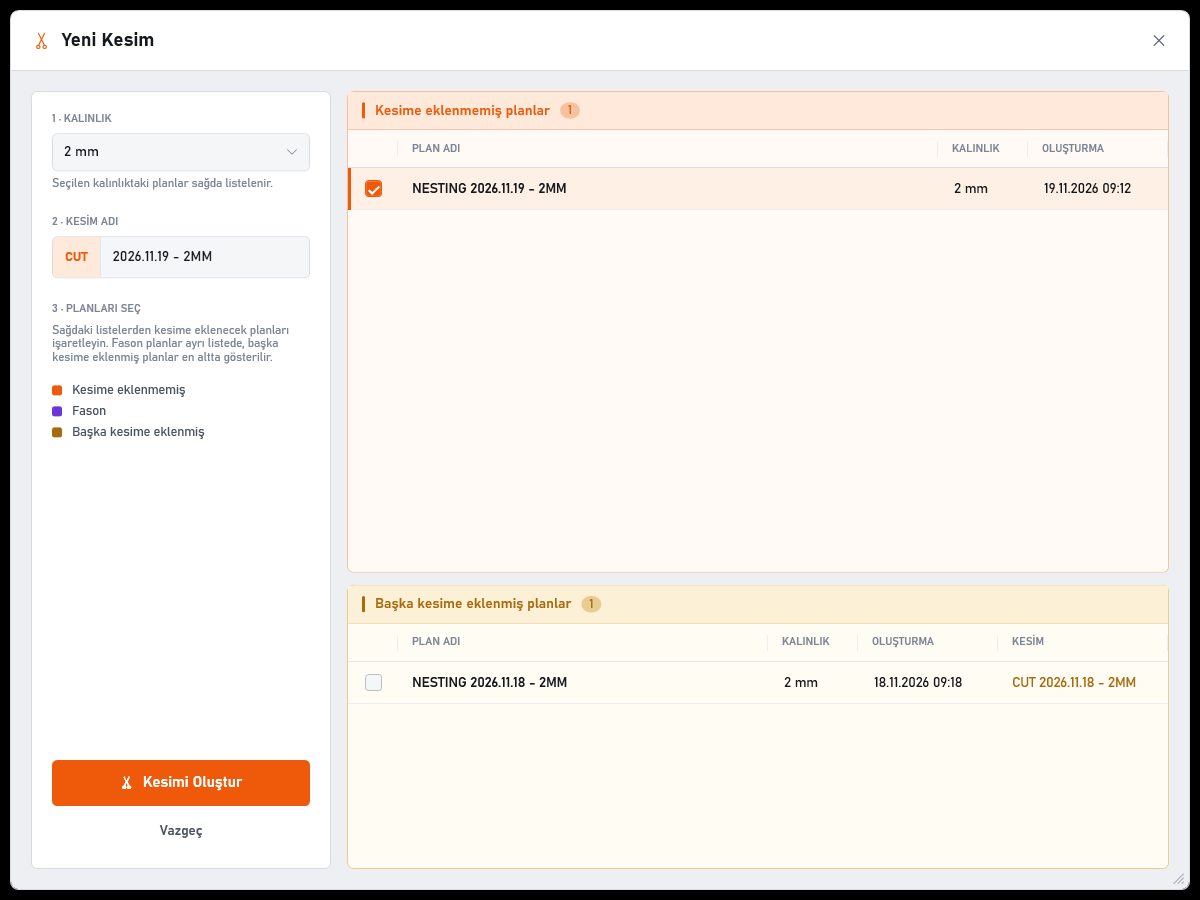 Yeni Kesim
1 · KALINLIK
2 mm
Seçilen kalınlıktaki planlar sağda listelenir.
2 · KESİM ADI
CUT 2026.11.19 - 2MM
3 · PLANLARI SEÇ
Sağdaki listelerden kesime eklenecek planları
işaretleyin. Fason planlar ayrı listede, başka
kesime eklenmiş planlar en altta gösterilir.
Kesime eklenmemiş
Fason
Başka kesime eklenmiş
Kesimi Oluştur
Vazgeç
Kesime eklenmemiş planlar 1
PLAN ADI KALINLIK OLUŞTURMA
NESTING 2026.11.19 - 2MM 2 mm 19.11.2026 09:12
Başka kesime eklenmiş planlar 1
PLAN ADI KALINLIK OLUŞTURMA KESİM
NESTING 2026.11.18 - 2MM 2 mm 18.11.2026 09:18 CUT 2026.11.18 - 2MM